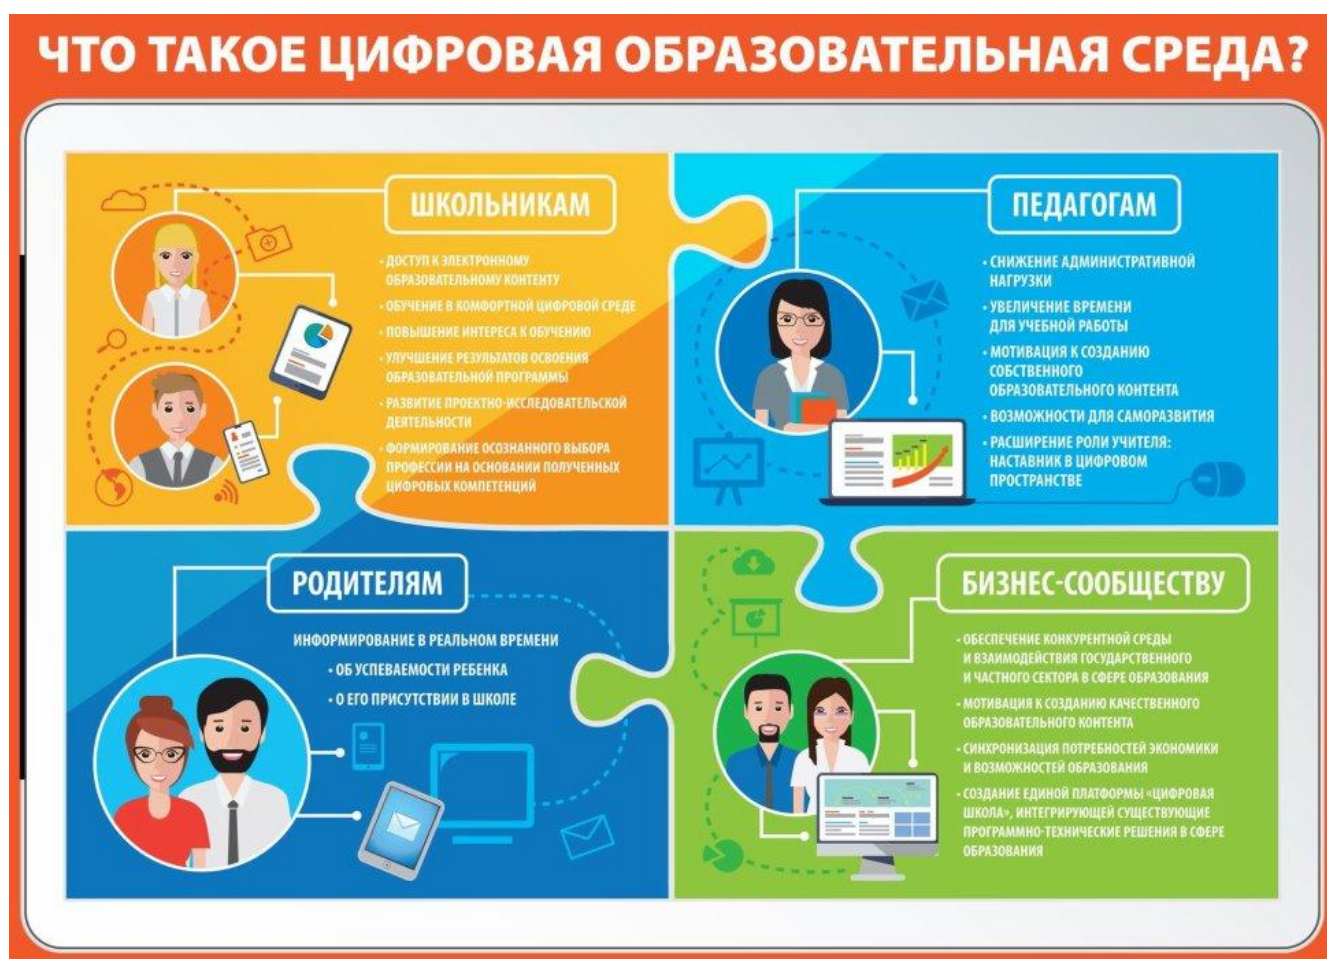 ЧТО ТАКОЕ ЦИФРОВАЯ ОБРАЗОВАТЕЛЬНАЯ СРЕДА?
ШКОЛЬНИКАМ
• ДОСТУП К ЭЛЕКТРОННОМУ
ОБРАЗОВАТЕЛЬНОМУ КОНТЕНТУ
• ОБУЧЕНИЕ В КОМФОРТНОЙ ЦИФРОВОЙ СРЕДЕ
• ПОВЫШЕНИЕ ИНТЕРЕСА К ОБУЧЕНИЮ
• УЛУЧШЕНИЕ РЕЗУЛЬТАТОВ ОСВОЕНИЯ
ОБРАЗОВАТЕЛЬНОЙ ПРОГРАММЫ
• РАЗВИТИЕ ПРОЕКТНО-ИССЛЕДОВАТЕЛЬСКОЙ
ДЕЯТЕЛЬНОСТИ
• ФОРМИРОВАНИЕ ОСОЗНАННОГО ВЫБОРА
ПРОФЕССИИ НА ОСНОВАНИИ ПОЛУЧЕННЫХ
ЦИФРОВЫХ КОМПЕТЕНЦИЙ
ПЕДАГОГАМ
• СНИЖЕНИЕ АДМИНИСТРАТИВНОЙ
НАГРУЗКИ
• УВЕЛИЧЕНИЕ ВРЕМЕНИ
ДЛЯ УЧЕБНОЙ РАБОТЫ
• МОТИВАЦИЯ К СОЗДАНИЮ
СОБСТВЕННОГО
ОБРАЗОВАТЕЛЬНОГО КОНТЕНТА
• ВОЗМОЖНОСТИ ДЛЯ САМОРАЗВИТИЯ
• РАСШИРЕНИЕ РОЛИ УЧИТЕЛЯ:
НАСТАВНИК В ЦИФРОВОМ
ПРОСТРАНСТВЕ
РОДИТЕЛЯМ
ИНФОРМИРОВАНИЕ В РЕАЛЬНОМ ВРЕМЕНИ
• ОБ УСПЕВАЕМОСТИ РЕБЕНКА
• О ЕГО ПРИСУТСТВИИ В ШКОЛЕ
БИЗНЕС-СООБЩЕСТВУ
• ОБЕСПЕЧЕНИЕ КОНКУРЕНТНОЙ СРЕДЫ
И ВЗАИМОДЕЙСТВИЯ ГОСУДАРСТВЕННОГО
И ЧАСТНОГО СЕКТОРА В СФЕРЕ ОБРАЗОВАНИЯ
• МОТИВАЦИЯ К СОЗДАНИЮ КАЧЕСТВЕННОГО
ОБРАЗОВАТЕЛЬНОГО КОНТЕНТА
• СИНХРОНИЗАЦИЯ ПОТРЕБНОСТЕЙ ЭКОНОМИКИ
И ВОЗМОЖНОСТЕЙ ОБРАЗОВАНИЯ
• СОЗДАНИЕ ЕДИНОЙ ПЛАТФОРМЫ «ЦИФРОВАЯ
ШКОЛА», ИНТЕГРИРУЮЩЕЙ СУЩЕСТВУЮЩИЕ
ПРОГРАММНО-ТЕХНИЧЕСКИЕ РЕШЕНИЯ В СФЕРЕ
ОБРАЗОВАНИЯ